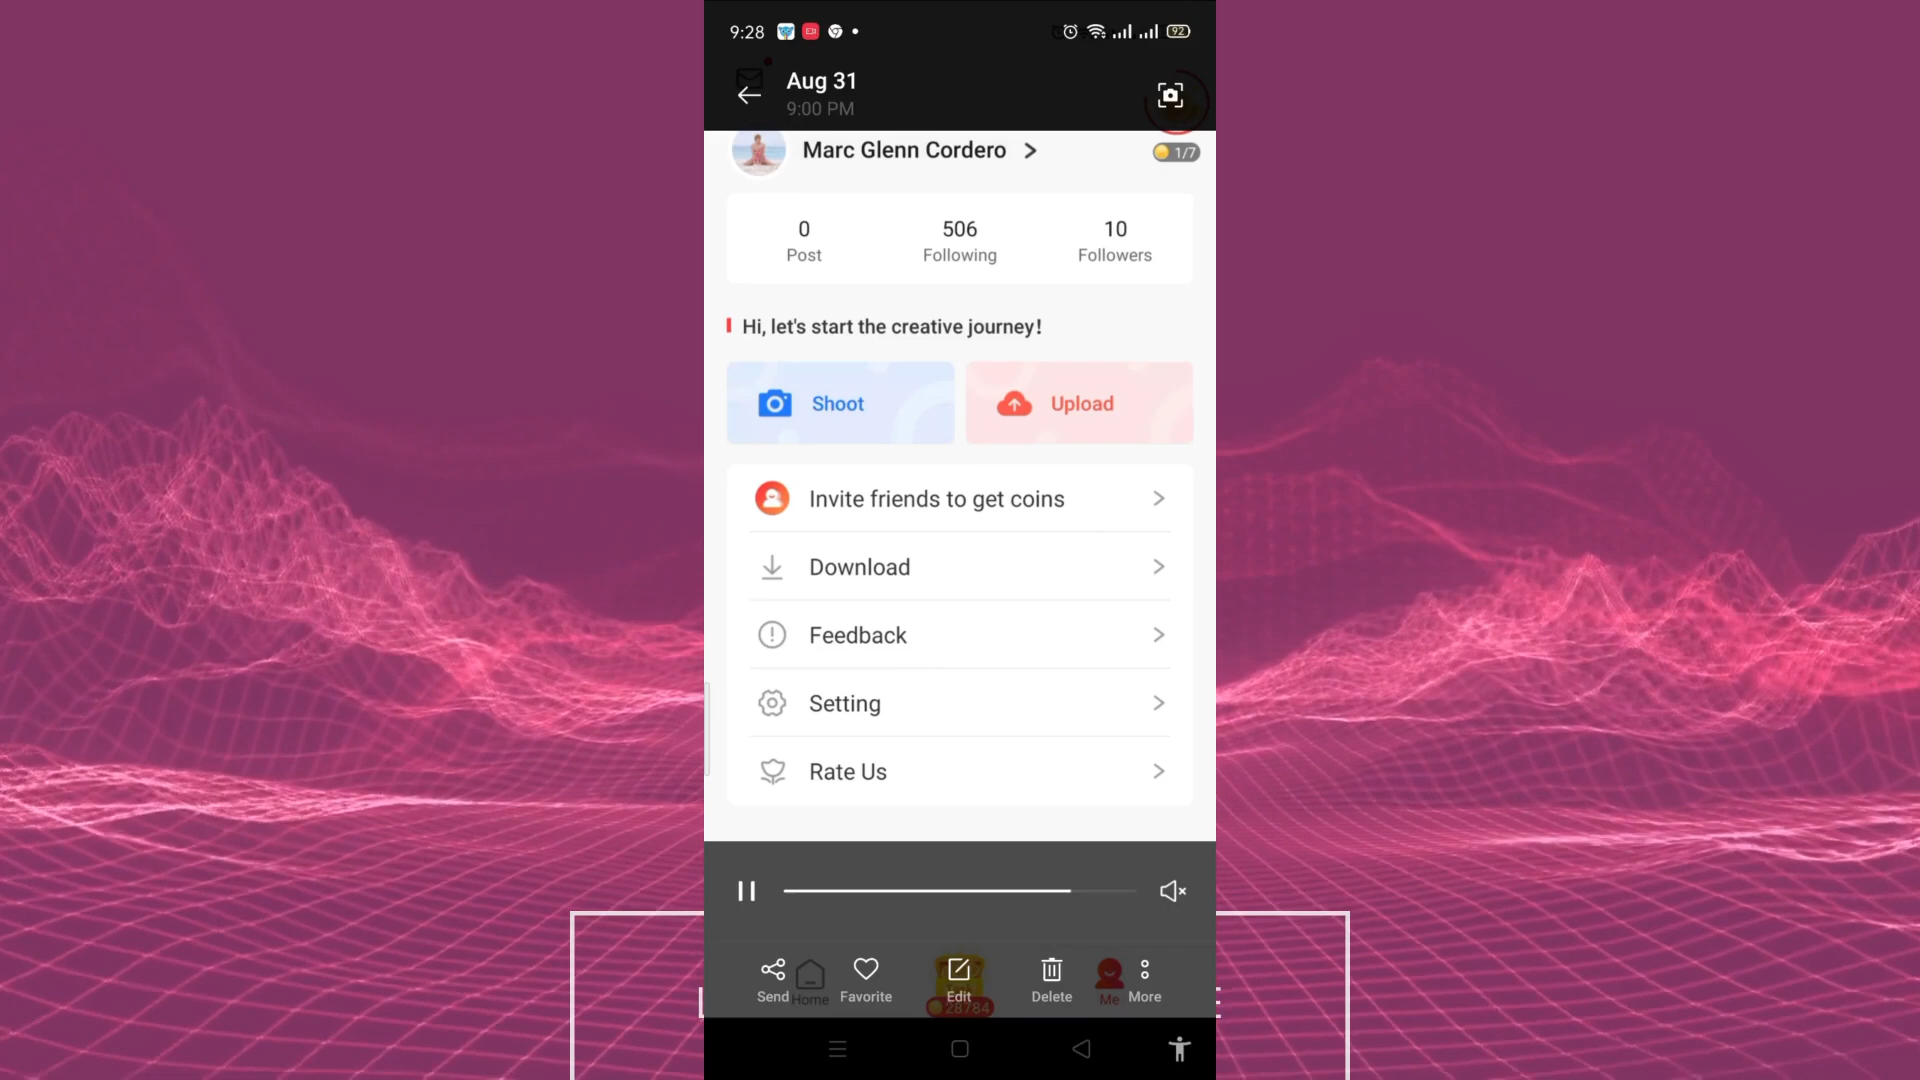 9:28
92
Aug 31
9:00 PM
Marc Glenn Cordero
1/7
0
506
10
Post
Following
Followers
Hi, let's start the creative journey!
Shoot
Upload
Invite friends to get coins
Download
Feedback
Setting
Rate Us
Send
Home
Favorite
Edit
Delete
Me
More
28784